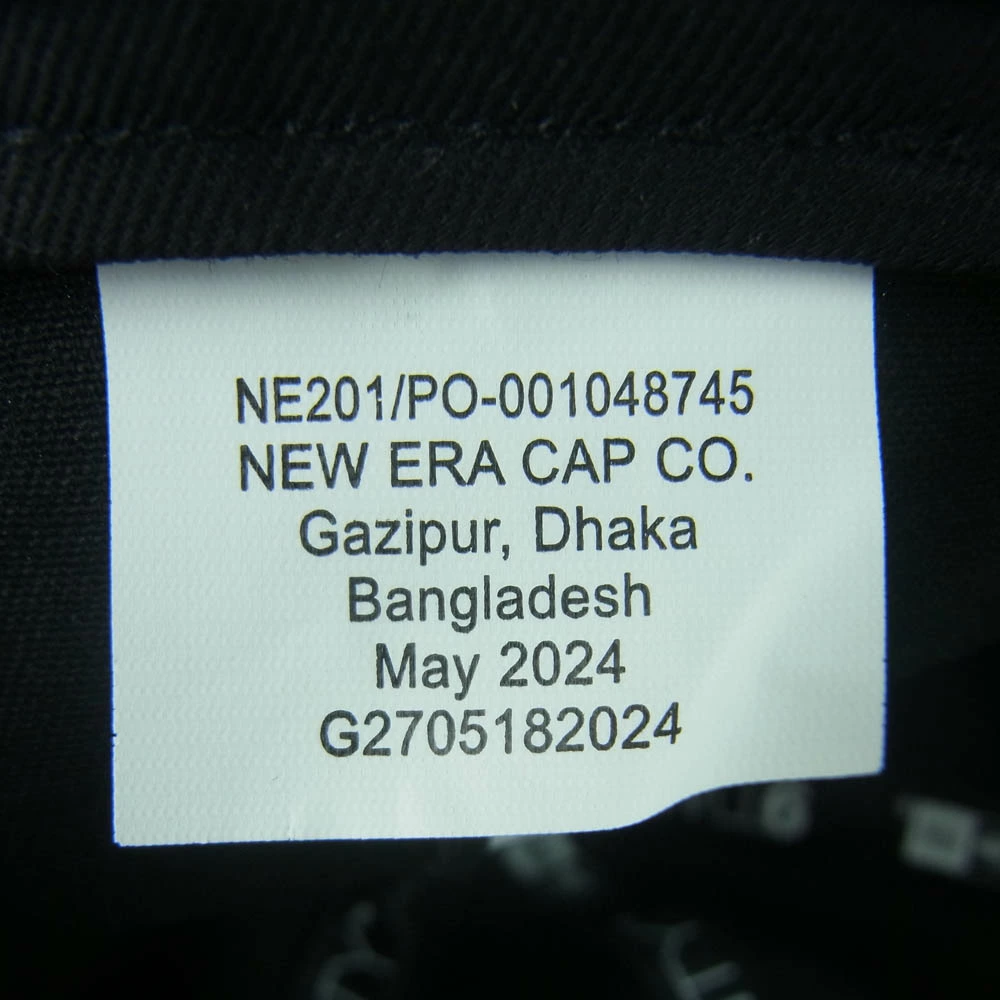 NE201/PO-001048745
NEW ERA CAP CO.
Gazipur, Dhaka
Bangladesh
May 2024
G2705182024